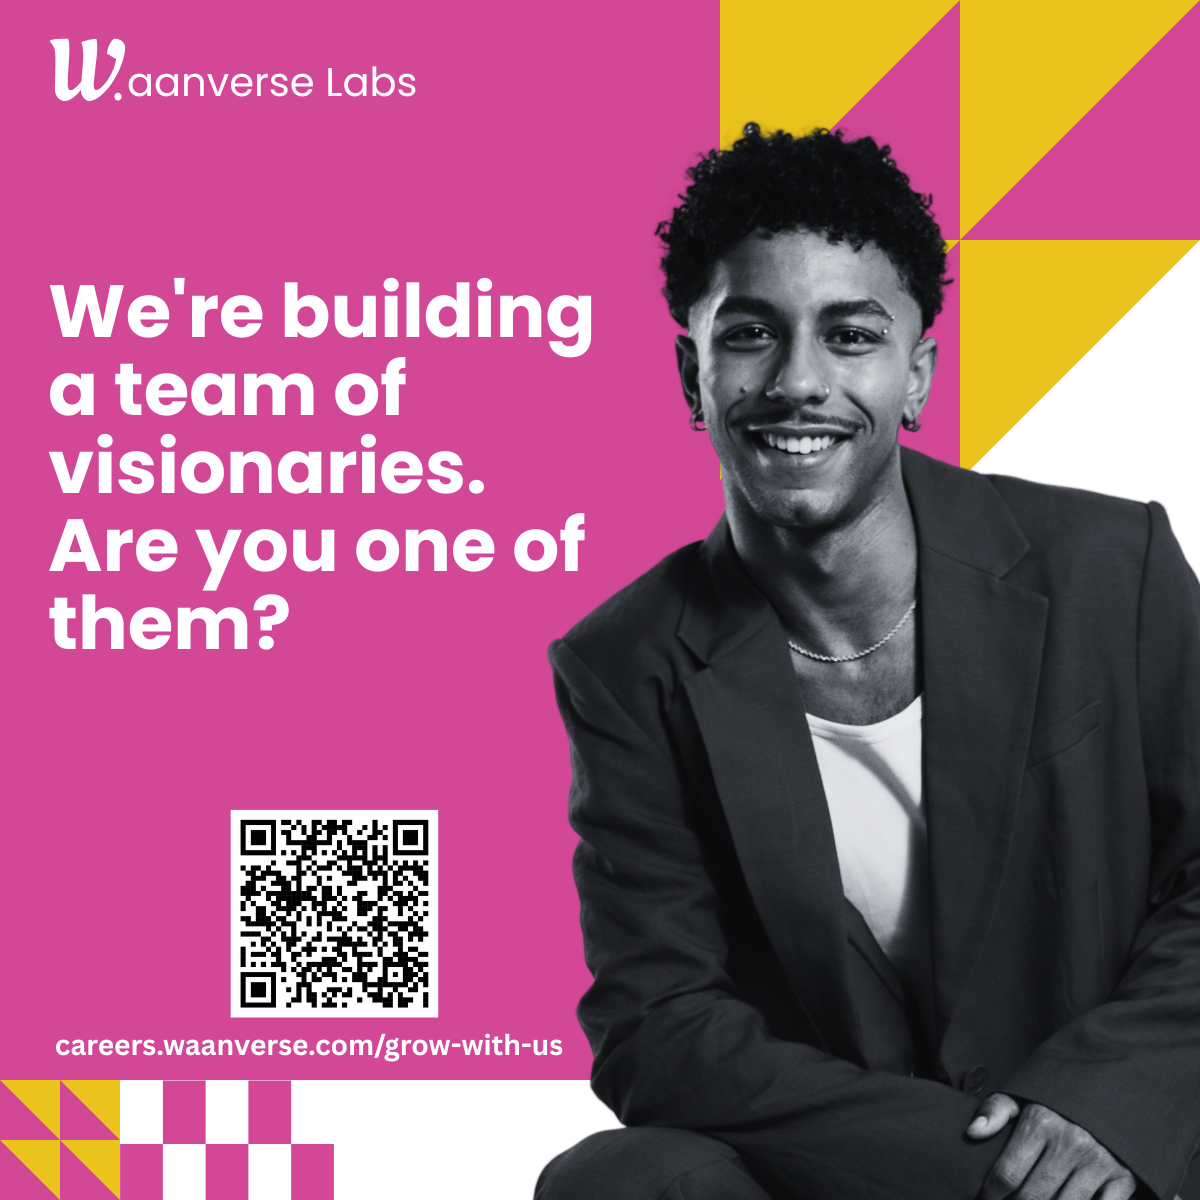 W.aanverse Labs
We're building
a team of
visionaries.
Are you one of
them?
careers.waanverse.com/grow-with-us